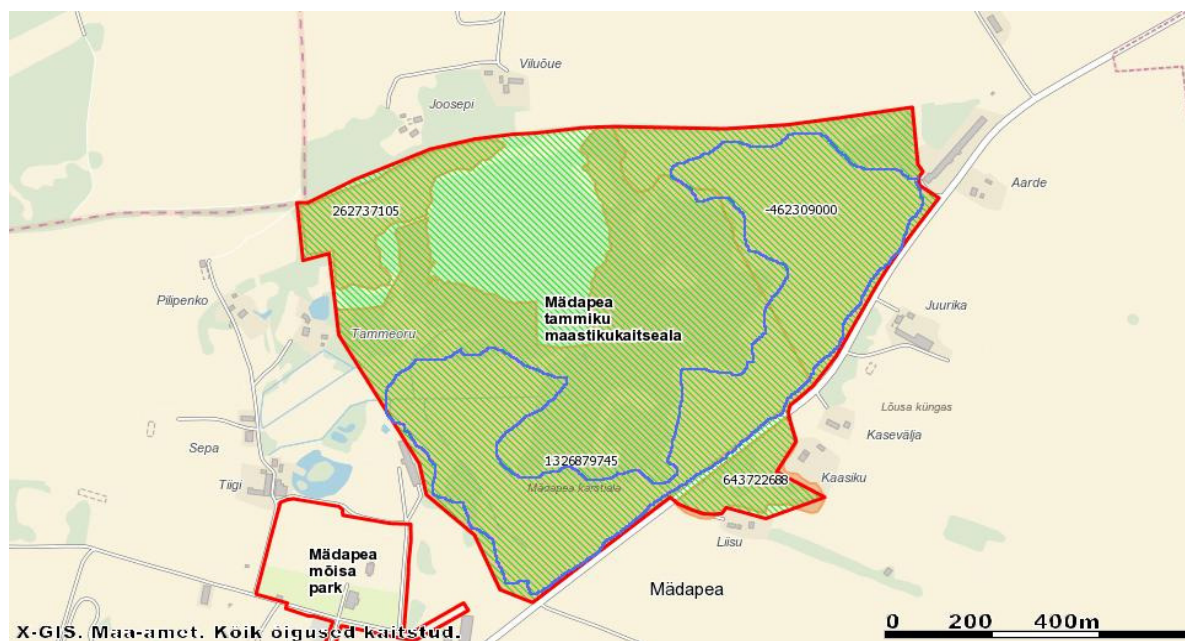 Viluõue
Joosepi
Aarde
262737105
-462309000
Pilipenko
Mädapea
tammiku
maastikukaitseala
Juurika
Tammeoru
Lõusa küngas
Kasevälja
Sepa
1326879745
Kaasiku
643722688
Tiigi
Mädapea karstiala
Liisu
Mädapea
mõisa
park
Mädapea
0 200 400m
X-GIS. Maa-amet. Kõik õigused kaitstud.